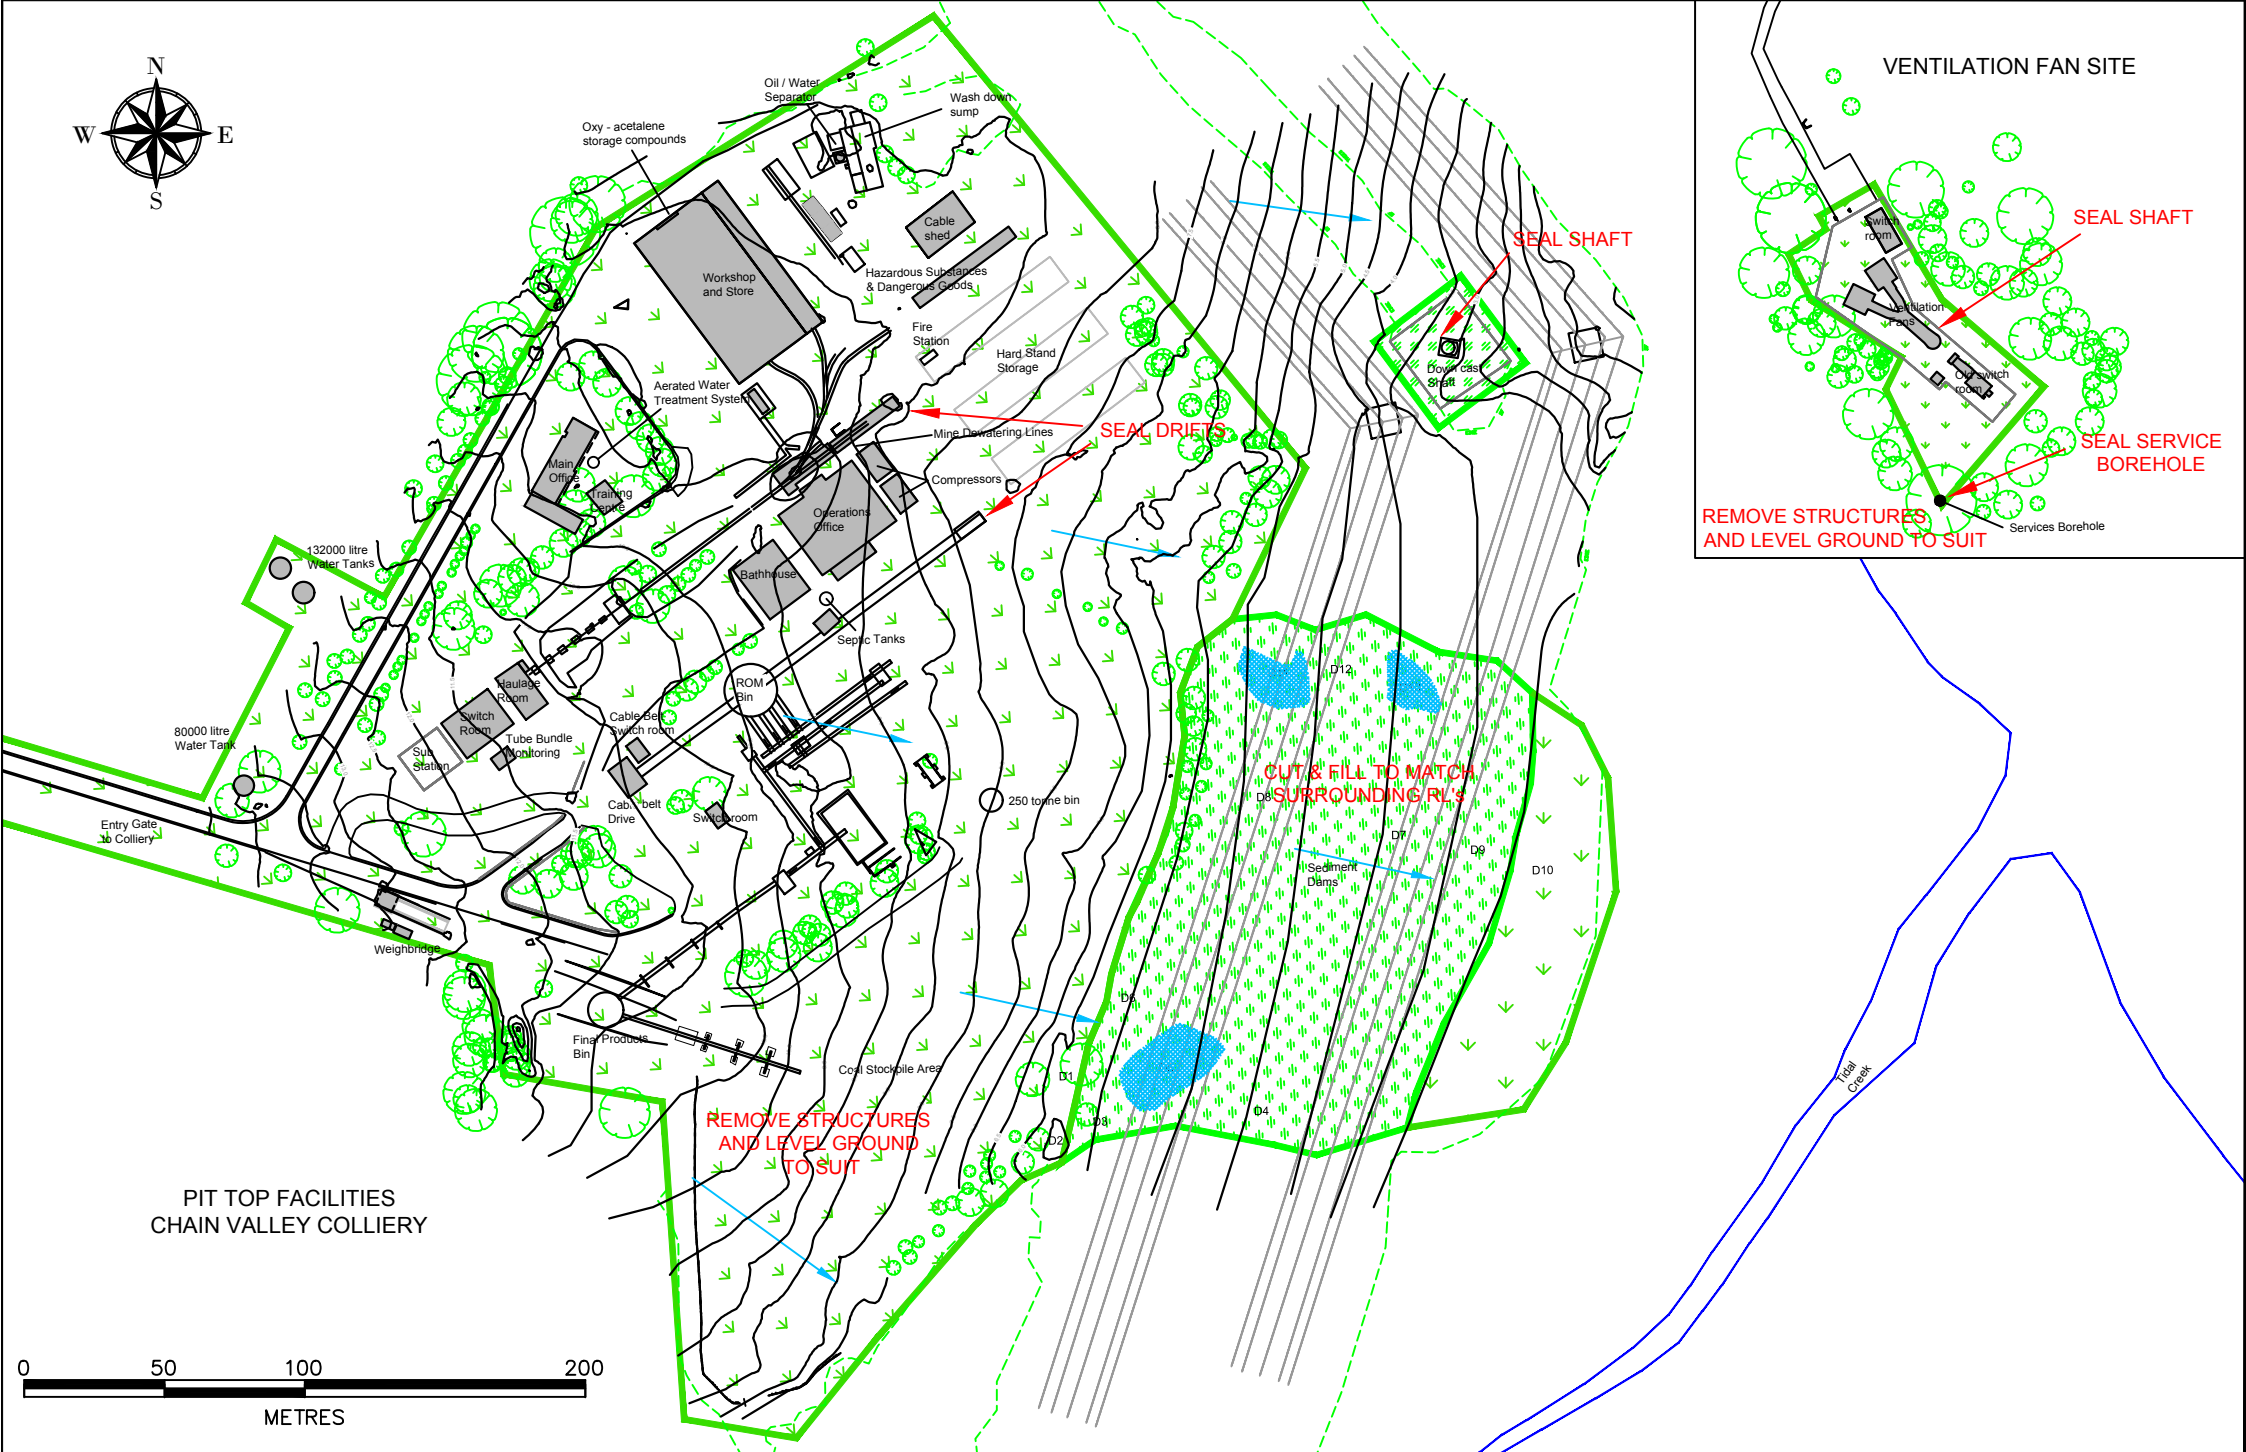 N
W
E
S
Oil / Water
Separator
Wash down
sump
Oxy - acetalene
storage compounds
Cable
shed
Workshop
and Store
Hazardous Substances
& Dangerous Goods
Fire
Station
Hard Stand
Storage
Aerated Water
Treatment System
Mine Dewatering Lines
SEAL DRIFTS
Main
Office
Training
Centre
Compressors
Operations
Office
Bathhouse
132000 litre
Water Tanks
Septic Tanks
ROM
Bin
Haulage
Room
Switch
Room
Cable Belt
Switch room
Tube Bundle
Monitoring
Sub
Station
80000 litre
Water Tank
Cable belt
Drive
Switchroom
250 tonne bin
Entry Gate
to Colliery
Weighbridge
Final Products
Bin
Coal Stockpile Area
REMOVE STRUCTURES
AND LEVEL GROUND
TO SUIT
SEAL SHAFT
Down cast
Shaft
D12
CUT & FILL TO MATCH
SURROUNDING RL's
D8
D7
D9
D10
Sediment
Dams
D6
D1
D3
D4
D2
Tidal
Creek
VENTILATION FAN SITE
Switch
room
SEAL SHAFT
Ventilation
Fans
Old switch
room
SEAL SERVICE
BOREHOLE
REMOVE STRUCTURES
AND LEVEL GROUND TO SUIT
Services Borehole
PIT TOP FACILITIES
CHAIN VALLEY COLLIERY
0 50 100 200
METRES